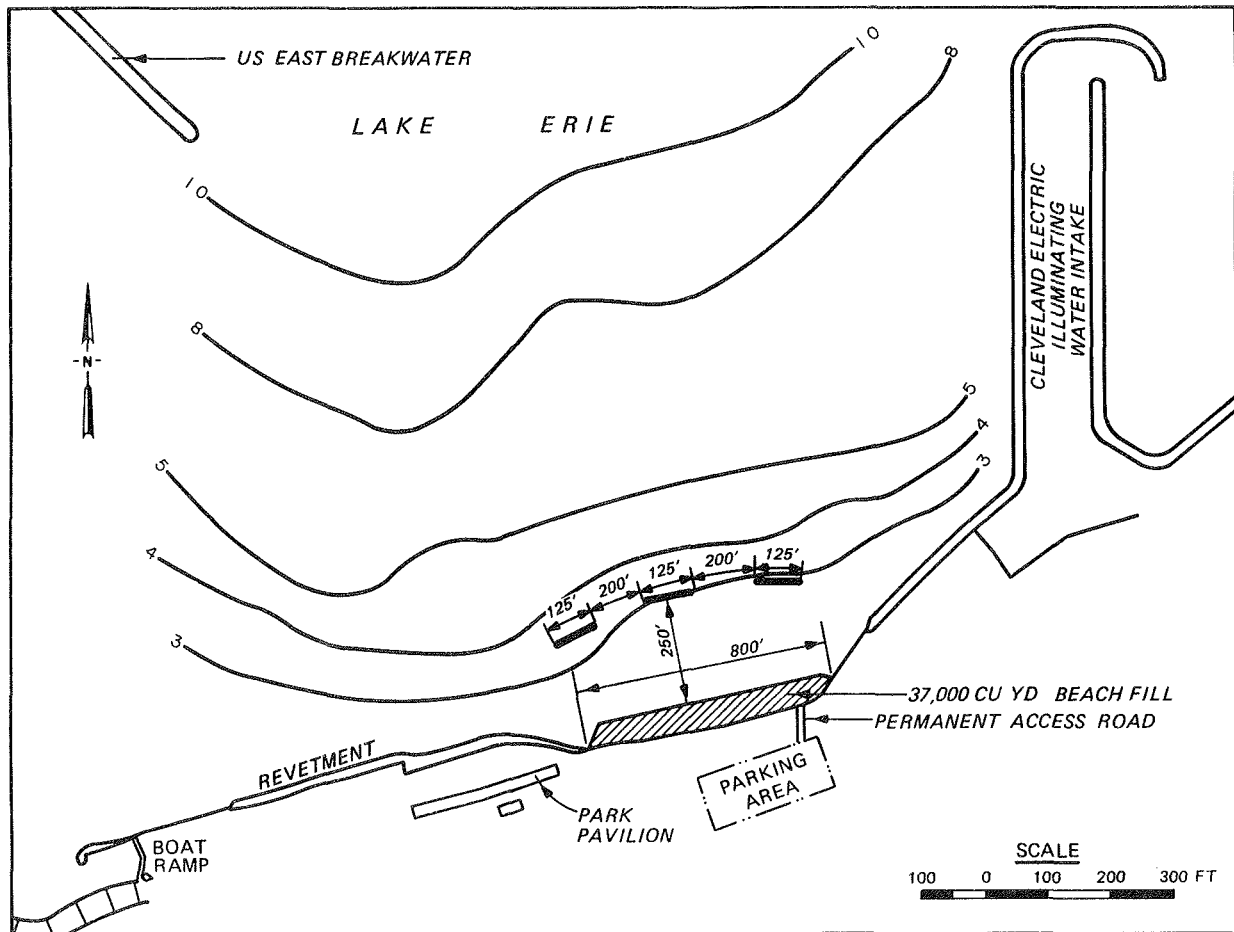 US EAST BREAKWATER
LAKE ERIE
10
8
10
8
5
4
3
5
4
3
-N-
CLEVELAND ELECTRIC
ILLUMINATING
WATER INTAKE
125'
200'
125'
200'
125'
250'
800'
37,000 CU YD BEACH FILL
PERMANENT ACCESS ROAD
REVETMENT
PARKING
AREA
PARK
PAVILION
BOAT
RAMP
SCALE
100 0 100 200 300 FT